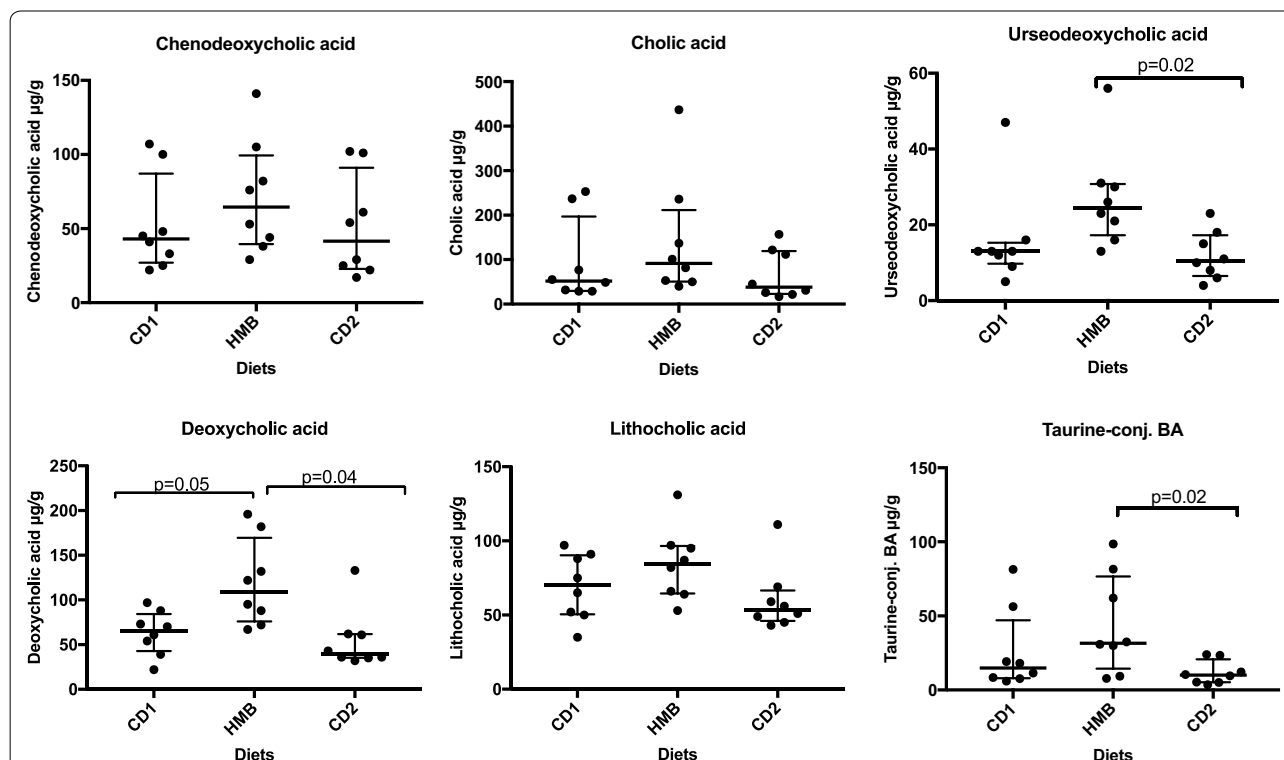 Chenodeoxycholic acid
Chenodeoxycholic acid µg/g
150
100
50
0
CD1
HMB
CD2
Diets
Cholic acid
Cholic acid µg/g
500
400
300
200
100
0
CD1
HMB
CD2
Diets
Urseodeoxycholic acid
Urseodeoxycholic acid µg/g
p=0.02
60
40
20
0
CD1
HMB
CD2
Diets
Deoxycholic acid
Deoxycholic acid µg/g
p=0.05
p=0.04
250
200
150
100
50
0
CD1
HMB
CD2
Diets
Lithocholic acid
Lithocholic acid µg/g
150
100
50
0
CD1
HMB
CD2
Diets
Taurine-conj. BA
Taurine-conj. BA µg/g
p=0.02
150
100
50
0
CD1
HMB
CD2
Diets